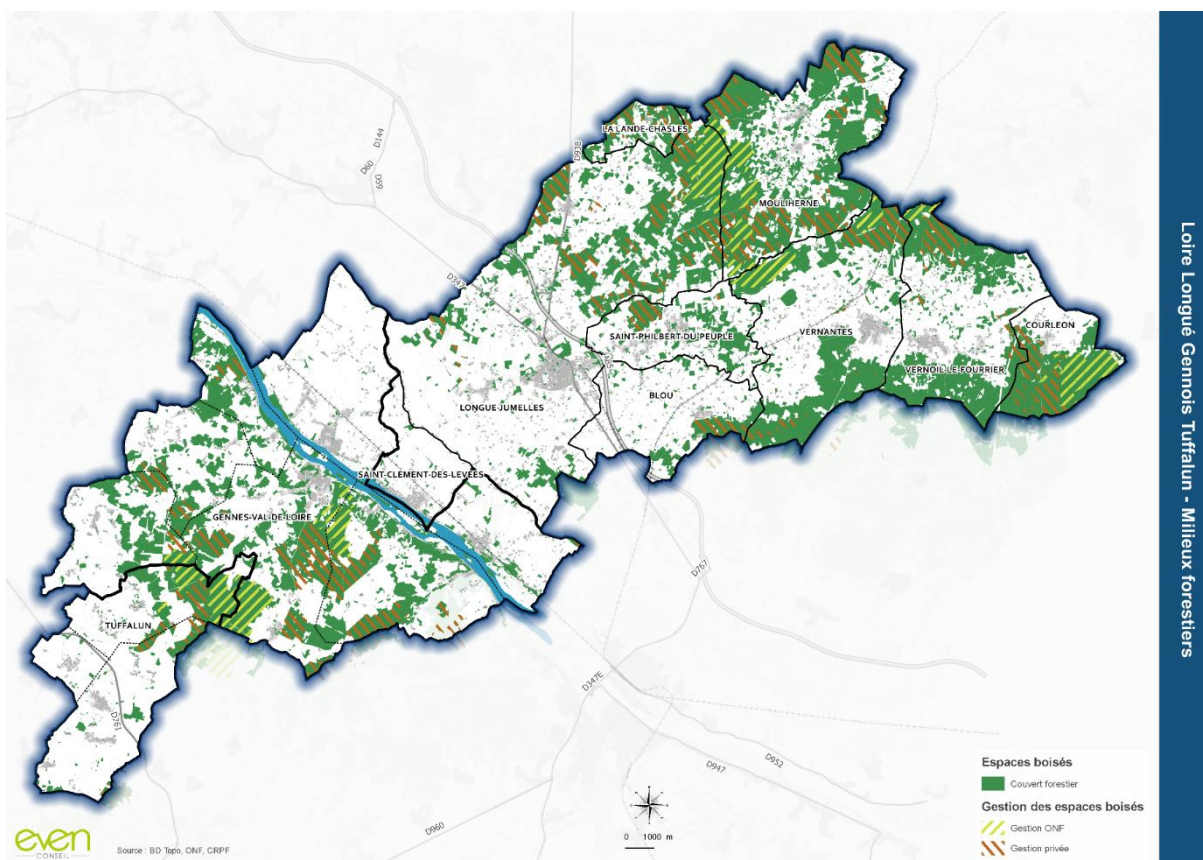 LA LANDE-CHASLES
D938
D144
D60
D59
MOULIHERNE
D347
COURLEON
SAINT-PHILBERT-DU-PEUPLE
VERNANTES
VERNOIL-LE-FOURRIER
BLOU
LONGUE-JUMELLES
SAINT-CLEMENT-DES-LEVEES
GENNES-VAL-DE-LOIRE
TUFFALUN
D767
D347E
D761
D952
D947
D960
Loire Longué Gennois Tuffalun - Milieux forestiers
Espaces boisés
Couvert forestier
Gestion des espaces boisés
Gestion ONF
Gestion privée
0 1000 m
even
CONSEIL
Source : BD Topo, ONF, CRPF